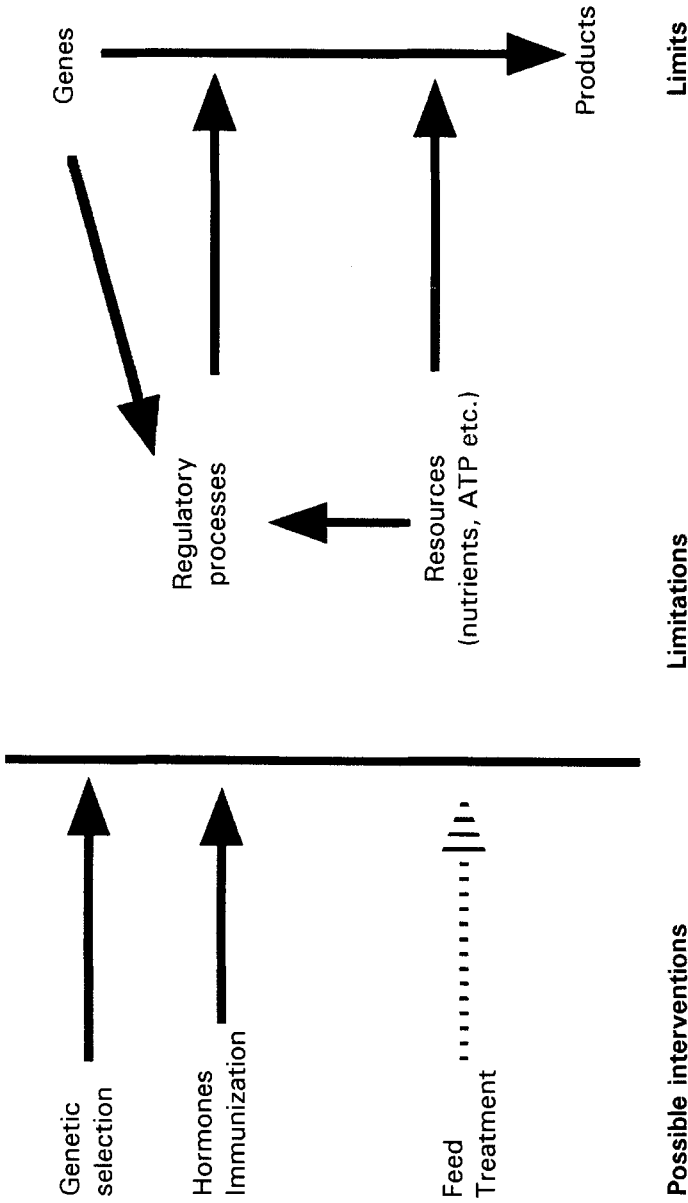 Genetic
selection
Hormones
Immunization
Feed
Treatment
Possible interventions
Regulatory
processes
Resources
(nutrients, ATP etc.)
Limitations
Genes
Products
Limits